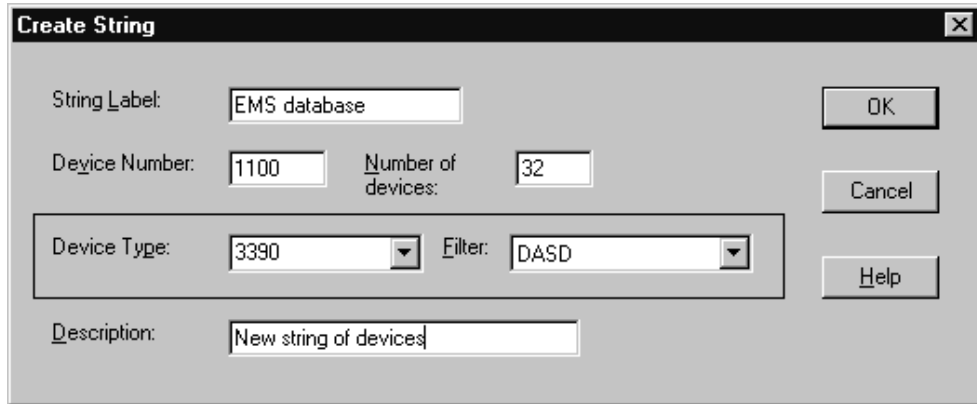 Create String
String Label: EMS database OK
Device Number: 1100 Number of devices: 32
Cancel
Device Type: 3390 Filter: DASD
Help
Description: New string of devices